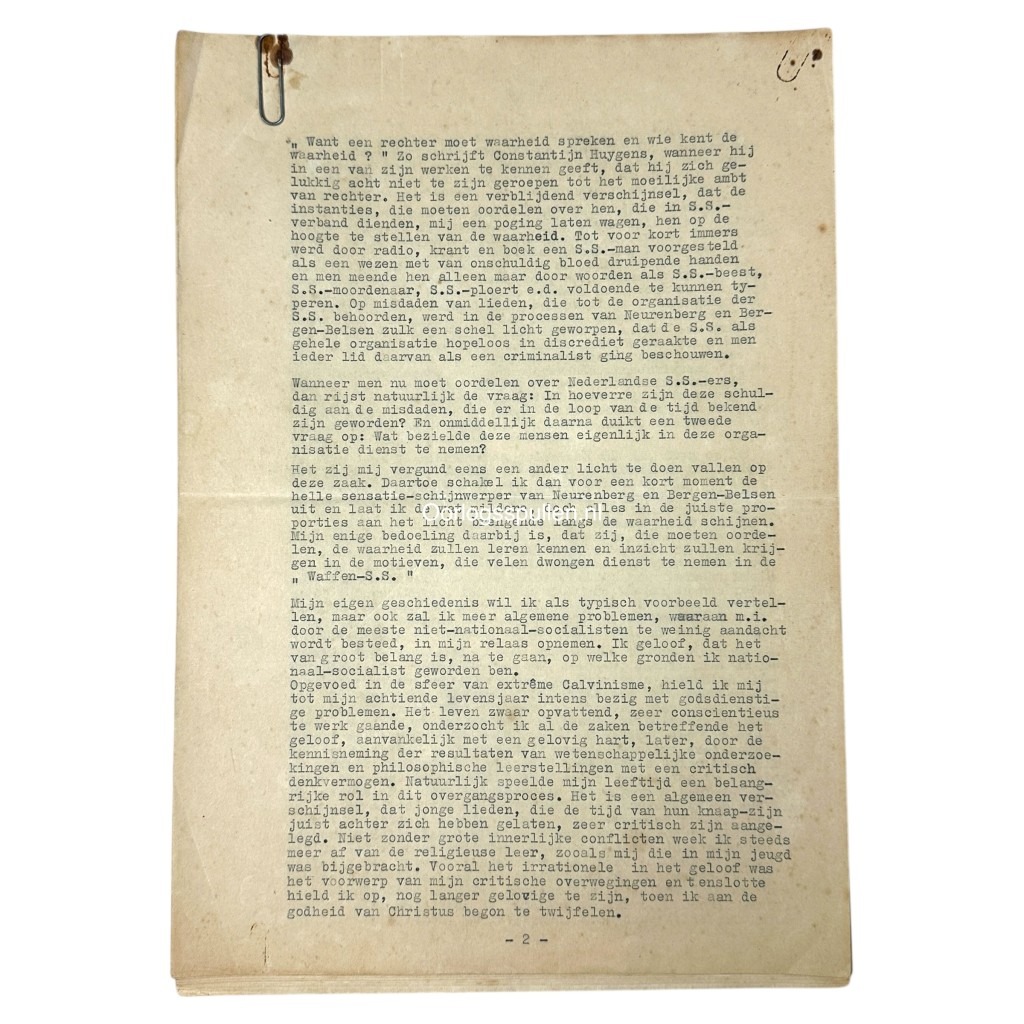 „ Want een rechter moet waarheid spreken en wie kent de
waarheid ? " Zo schrijft Constantijn Huygens, wanneer hij
in een van zijn werken te kennen geeft, dat hij zich ge-
lukkig acht niet te zijn geroepen tot het moeilijke ambt
van rechter. Het is een verblijdend verschijnsel, dat de
instanties, die moeten oordelen over hen, die in S.S.-
verband dienden, mij een poging laten wagen, hen op de
hoogte te stellen van de waarheid. Tot voor kort immers
werd door radio, krant en boek een S.S.-man voorgesteld
als een wezen met van onschuldig bloed druipende handen
en men meende hen alleen maar door woorden als S.S.-beest,
S.S.-moordenaar, S.S.-ploert e.d. voldoende te kunnen ty-
peren. Op misdaden van lieden, die tot de organisatie der
S.S. behoorden, werd in de processen van Neurenberg en Ber-
gen-Belsen zulk een schel licht geworpen, dat de S.S. als
gehele organisatie hopeloos in discrediet geraakte en men
ieder lid daarvan als een criminalist ging beschouwen.
Wanneer men nu moet oordelen over Nederlandse S.S.-ers,
dan rijst natuurlijk de vraag: In hoeverre zijn deze schul-
dig aan de misdaden, die er in de loop van de tijd bekend
zijn geworden? En onmiddellijk daarna duikt een tweede
vraag op: Wat bezielde deze mensen eigenlijk in deze orga-
nisatie dienst te nemen?
Het zij mij vergund eens een ander licht te doen vallen op
deze zaak. Daartoe schakel ik dan voor een kort moment de
helle sensatie-schijnwerper van Neurenberg en Bergen-Belsen
uit en laat ik de wat mildere, doch alles in de juiste pro-
porties aan het licht brengende langs de waarheid schijnen.
Mijn enige bedoeling daarbij is, dat zij, die moeten oorde-
len, de waarheid zullen leren kennen en inzicht zullen krij-
gen in de motieven, die velen dwongen dienst te nemen in de
„ Waffen-S.S. "
Mijn eigen geschiedenis wil ik als typisch voorbeeld vertel-
len, maar ook zal ik meer algemene problemen, waaraan m.i.
door de meeste niet-nationaal-socialisten te weinig aandacht
wordt besteed, in mijn relaas opnemen. Ik geloof, dat het
van groot belang is, na te gaan, op welke gronden ik natio-
naal-socialist geworden ben.
Opgevoed in de sfeer van extrême Calvinisme, hield ik mij
tot mijn achtiende levensjaar intens bezig met godsdiensti-
ge problemen. Het leven zwaar opvattend, zeer conscientieus
te werk gaande, onderzocht ik al de zaken betreffende het
geloof, aanvankelijk met een gelovig hart, later, door de
kennisneming der resultaten van wetenschappelijke onderzoe-
kingen en philosophische leerstellingen met een critisch
denkvermogen. Natuurlijk speelde mijn leeftijd een belang-
rijke rol in dit overgangsproces. Het is een algemeen ver-
schijnsel, dat jonge lieden, die de tijd van hun knaap-zijn
juist achter zich hebben gelaten, zeer critisch zijn aange-
legd. Niet zonder grote innerlijke conflicten week ik steeds
meer af van de religieuse leer, zooals mij die in mijn jeugd
was bijgebracht. Vooral het irrationele in het geloof was
het voorwerp van mijn critische overwegingen en tenslotte
hield ik op, nog langer gelovige te zijn, toen ik aan de
godheid van Christus begon te twijfelen.
- 2 -
Oorlogsspullen.nl